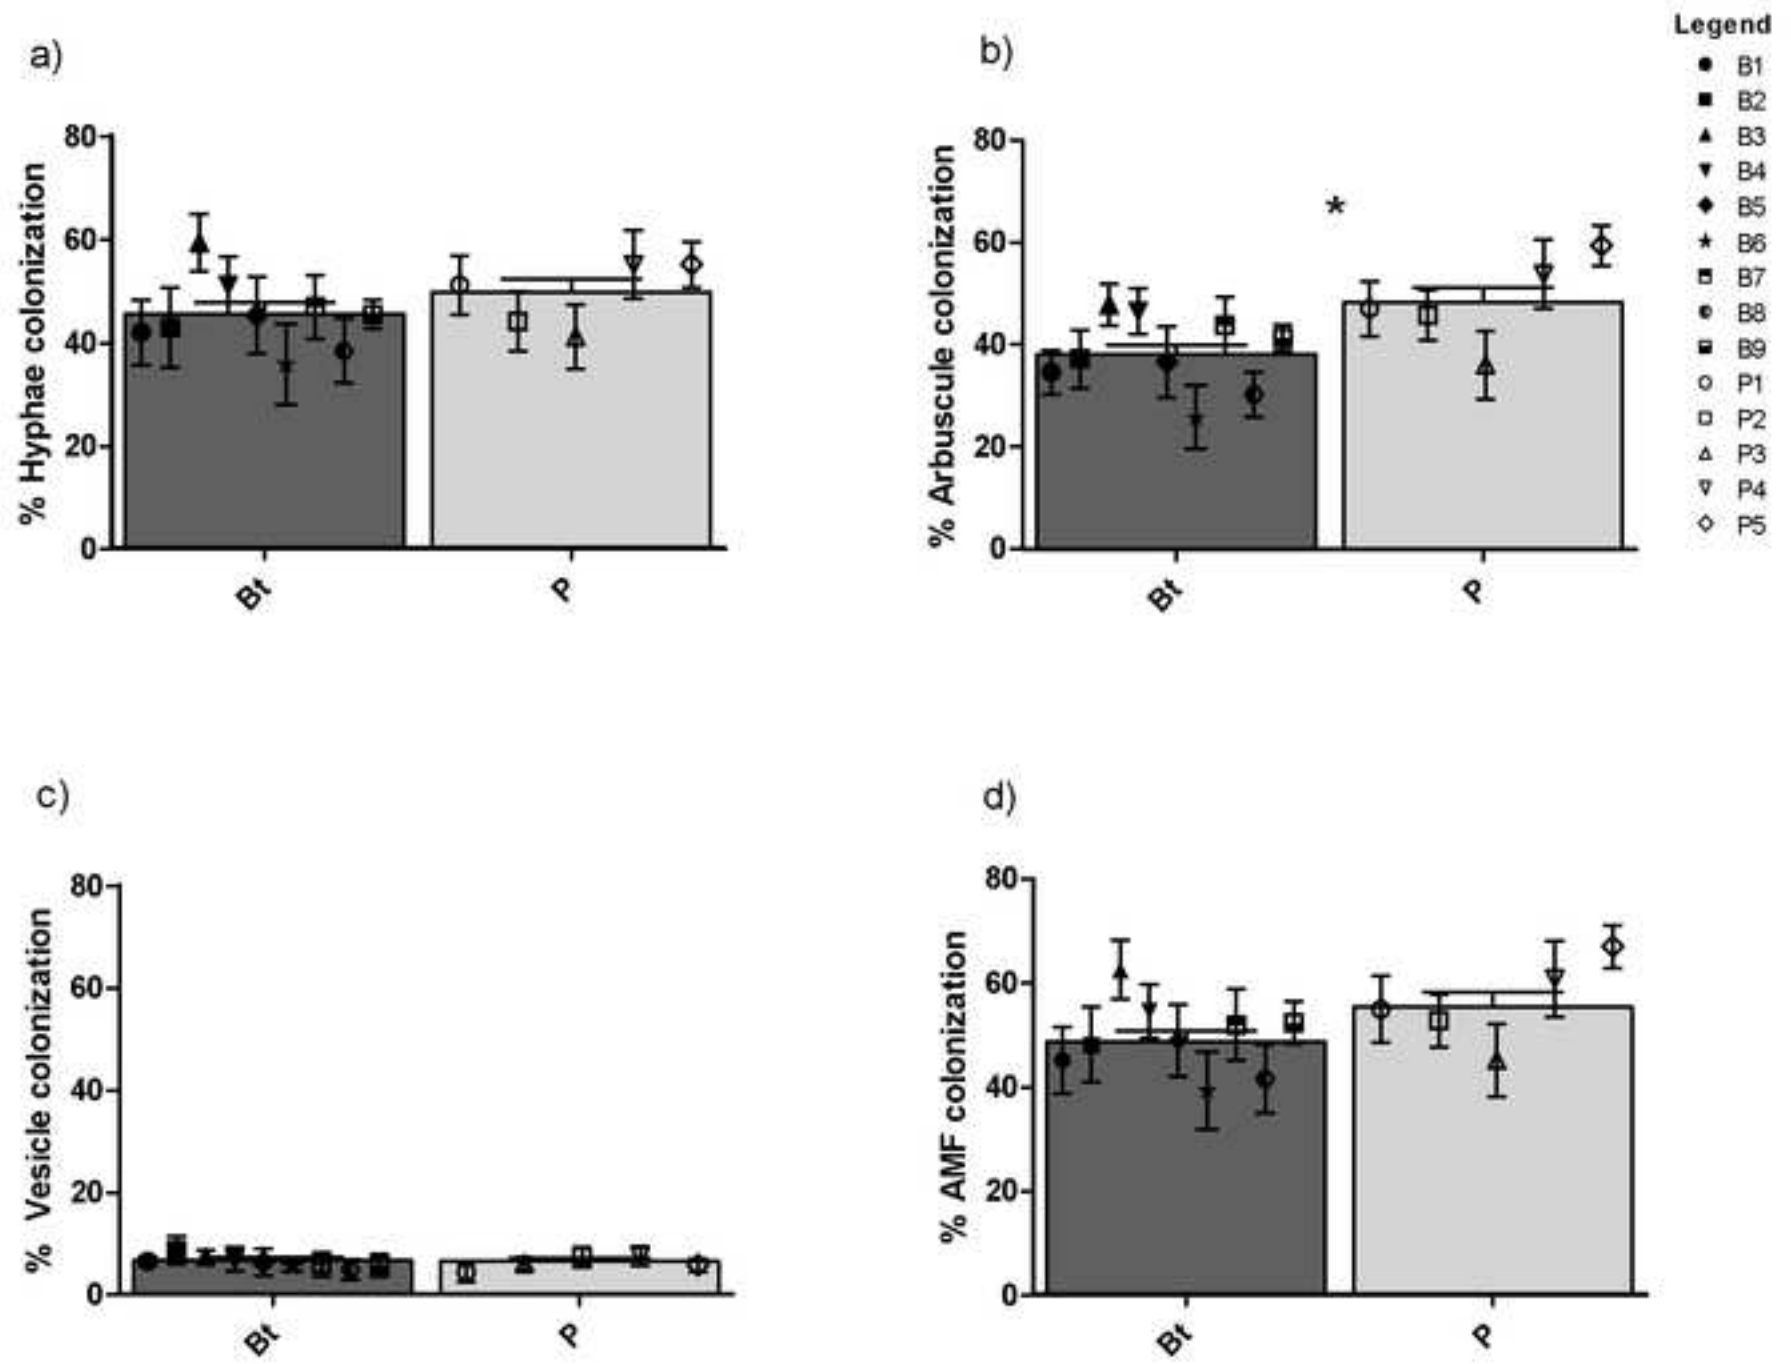 a)
80
60
40
20
0
% Hyphae colonization
Bt
P
b)
80
60
40
20
0
% Arbuscule colonization
*
Bt
P
Legend
B1
B2
B3
B4
B5
B6
B7
B8
B9
P1
P2
P3
P4
P5
c)
80
60
40
20
0
% Vesicle colonization
Bt
P
d)
80
60
40
20
0
% AMF colonization
Bt
P